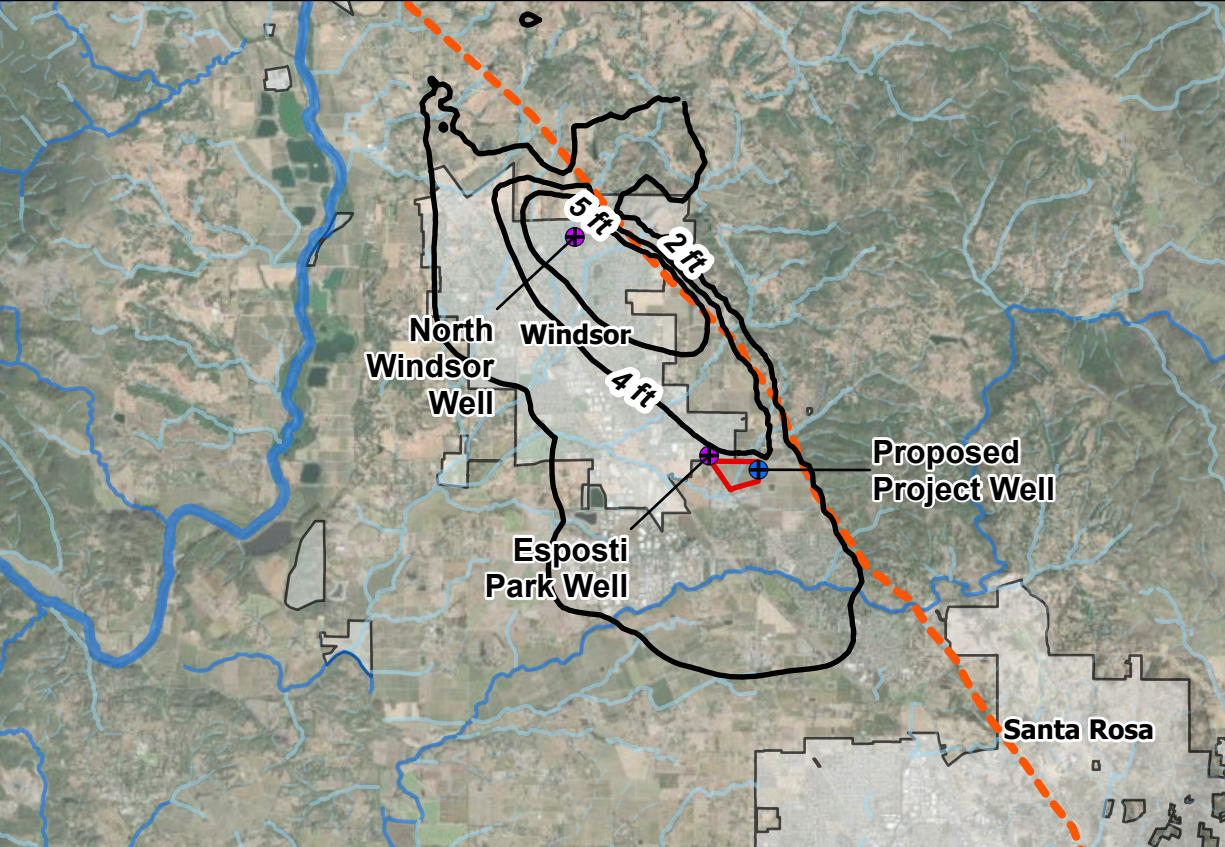 5 ft
2 ft
North
Windsor
Well
Windsor
4 ft
Proposed
Project Well
Esposti
Park Well
Santa Rosa